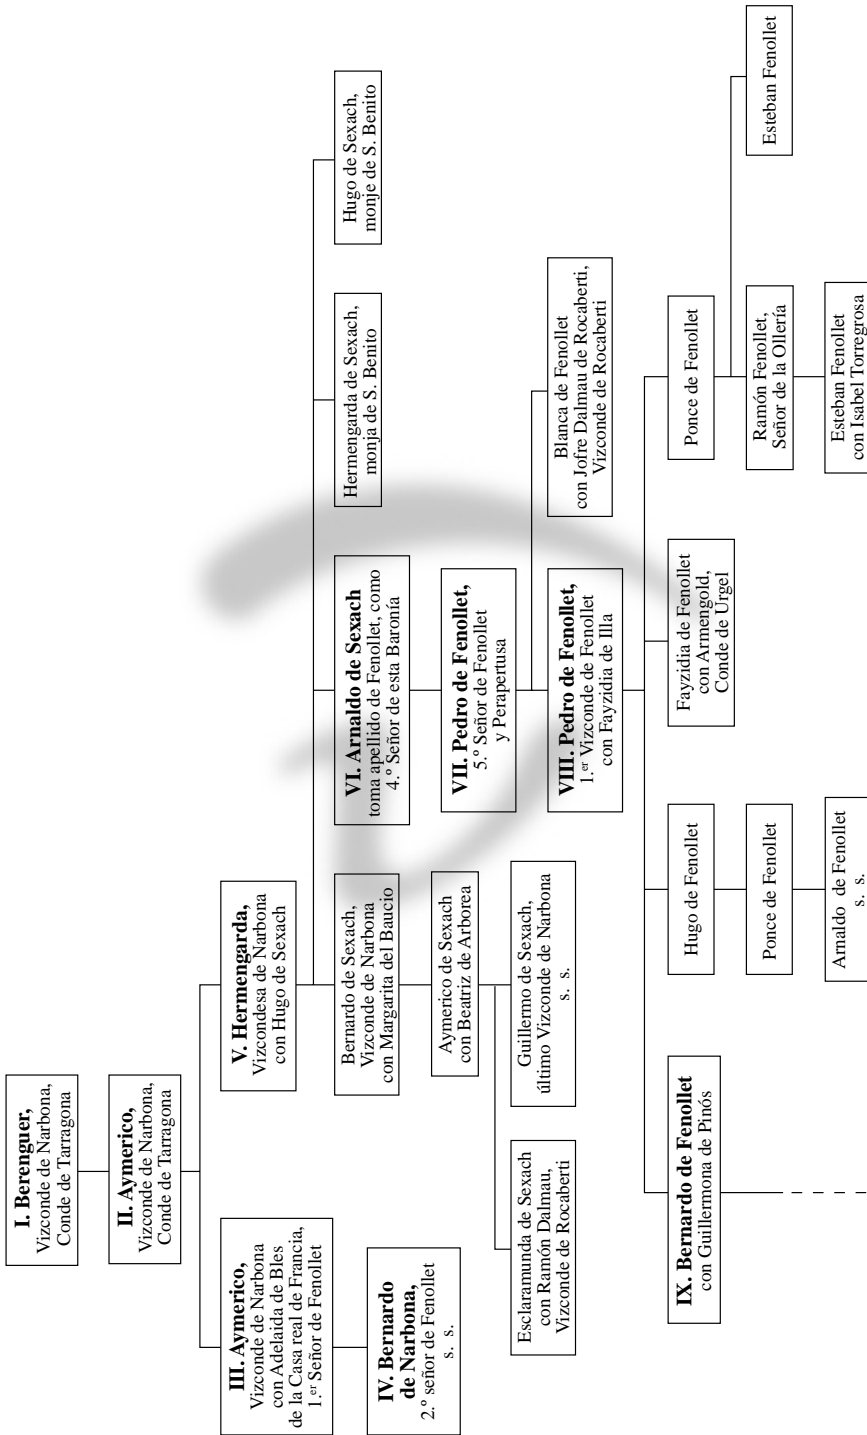 I. Berenguer,
Vizconde de Narbona,
Conde de Tarragona
II. Aymerico,
Vizconde de Narbona,
Conde de Tarragona
III. Aymerico,
Vizconde de Narbona
con Adelaida de Bles
de la Casa real de Francia,
1.er Señor de Fenollet
V. Hermengarda,
Vizcondesa de Narbona
con Hugo de Sexach
IV. Bernardo
de Narbona,
2.º señor de Fenollet
s. s.
Bernardo de Sexach,
Vizconde de Narbona
con Margarita del Baucio
VI. Arnaldo de Sexach
toma apellido de Fenollet, como
4.º Señor de esta Baronía
Hermengarda de Sexach,
monja de S. Benito
Hugo de Sexach,
monje de S. Benito
Aymerico de Sexach
con Beatriz de Arborea
VII. Pedro de Fenollet,
5.º Señor de Fenollet
y Perapertusa
Esclaramunda de Sexach
con Ramón Dalmau,
Vizconde de Rocaberti
Guillermo de Sexach,
último Vizconde de Narbona
s. s.
VIII. Pedro de Fenollet,
1.er Vizconde de Fenollet
con Fayzidia de Illa
Blanca de Fenollet
con Jofre Dalmau de Rocaberti,
Vizconde de Rocaberti
IX. Bernardo de Fenollet
con Guillermona de Pinós
Hugo de Fenollet
Fayzidia de Fenollet
con Armengold,
Conde de Urgel
Ponce de Fenollet
Ponce de Fenollet
Ramón Fenollet,
Señor de la Ollería
Esteban Fenollet
Arnaldo de Fenollet
s. s.
Esteban Fenollet
con Isabel Torregrosa